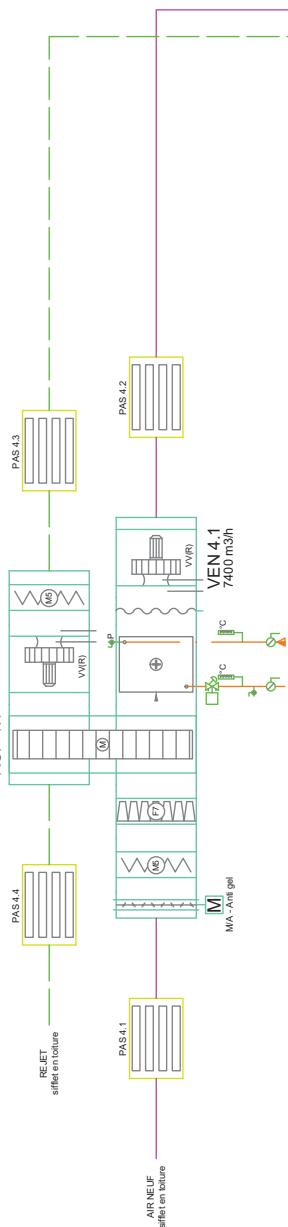 REJET
sifflet en toiture
PAS 4.4
M
VV(R)
M5
PAS 4.3
AIR NEUF
sifflet en toiture
PAS 4.1
M5
F7
P
VV(R)
PAS 4.2
M
M/A - Anti gel
VEN 4.1
7400 m3/h
°C
°C